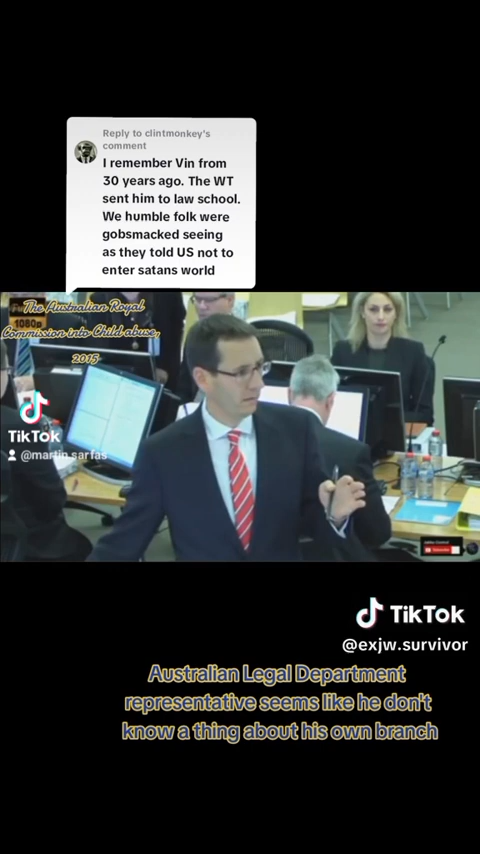 Reply to clintmonkey's
comment
I remember Vin from
30 years ago. The WT
sent him to law school.
We humble folk were
gobsmacked seeing
as they told US not to
enter satans world
The Australian Royal
1080p
Commission into Child abuse,
2015
TikTok
@martin.sarfas
TikTok
@exjw.survivor
Australian Legal Department
representative seems like he don't
know a thing about his own branch